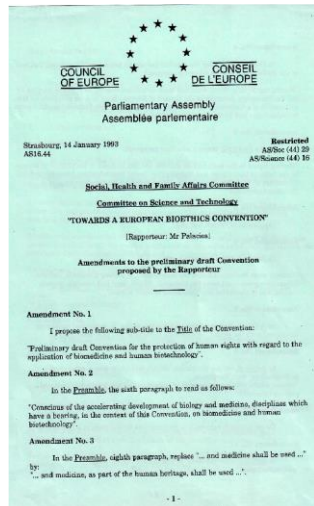 COUNCIL
OF EUROPE
CONSEIL
DE L'EUROPE
Parliamentary Assembly
Assemblée parlementaire
Strasbourg, 14 January 1993
AS16.44
Restricted
AS/Soc (44) 29
AS/Science (44) 16
Social, Health and Family Affairs Committee
Committee on Science and Technology
"TOWARDS A EUROPEAN BIOETHICS CONVENTION"
[Rapporteur: Mr Palacios]
Amendments to the preliminary draft Convention
proposed by the Rapporteur
Amendment No. 1
I propose the following sub-title to the Title of the Convention:
"Preliminary draft Convention for the protection of human rights with regard to the
application of biomedicine and human biotechnology".
Amendment No. 2
In the Preamble, the sixth paragraph to read as follows:
"Conscious of the accelerating development of biology and medicine, disciplines which
have a bearing, in the context of this Convention, on biomedicine and human
biotechnology".
Amendment No. 3
In the Preamble, eighth paragraph, replace "... and medicine shall be used ..."
by:
"... and medicine, as part of the human heritage, shall be used ...".
- 1 -